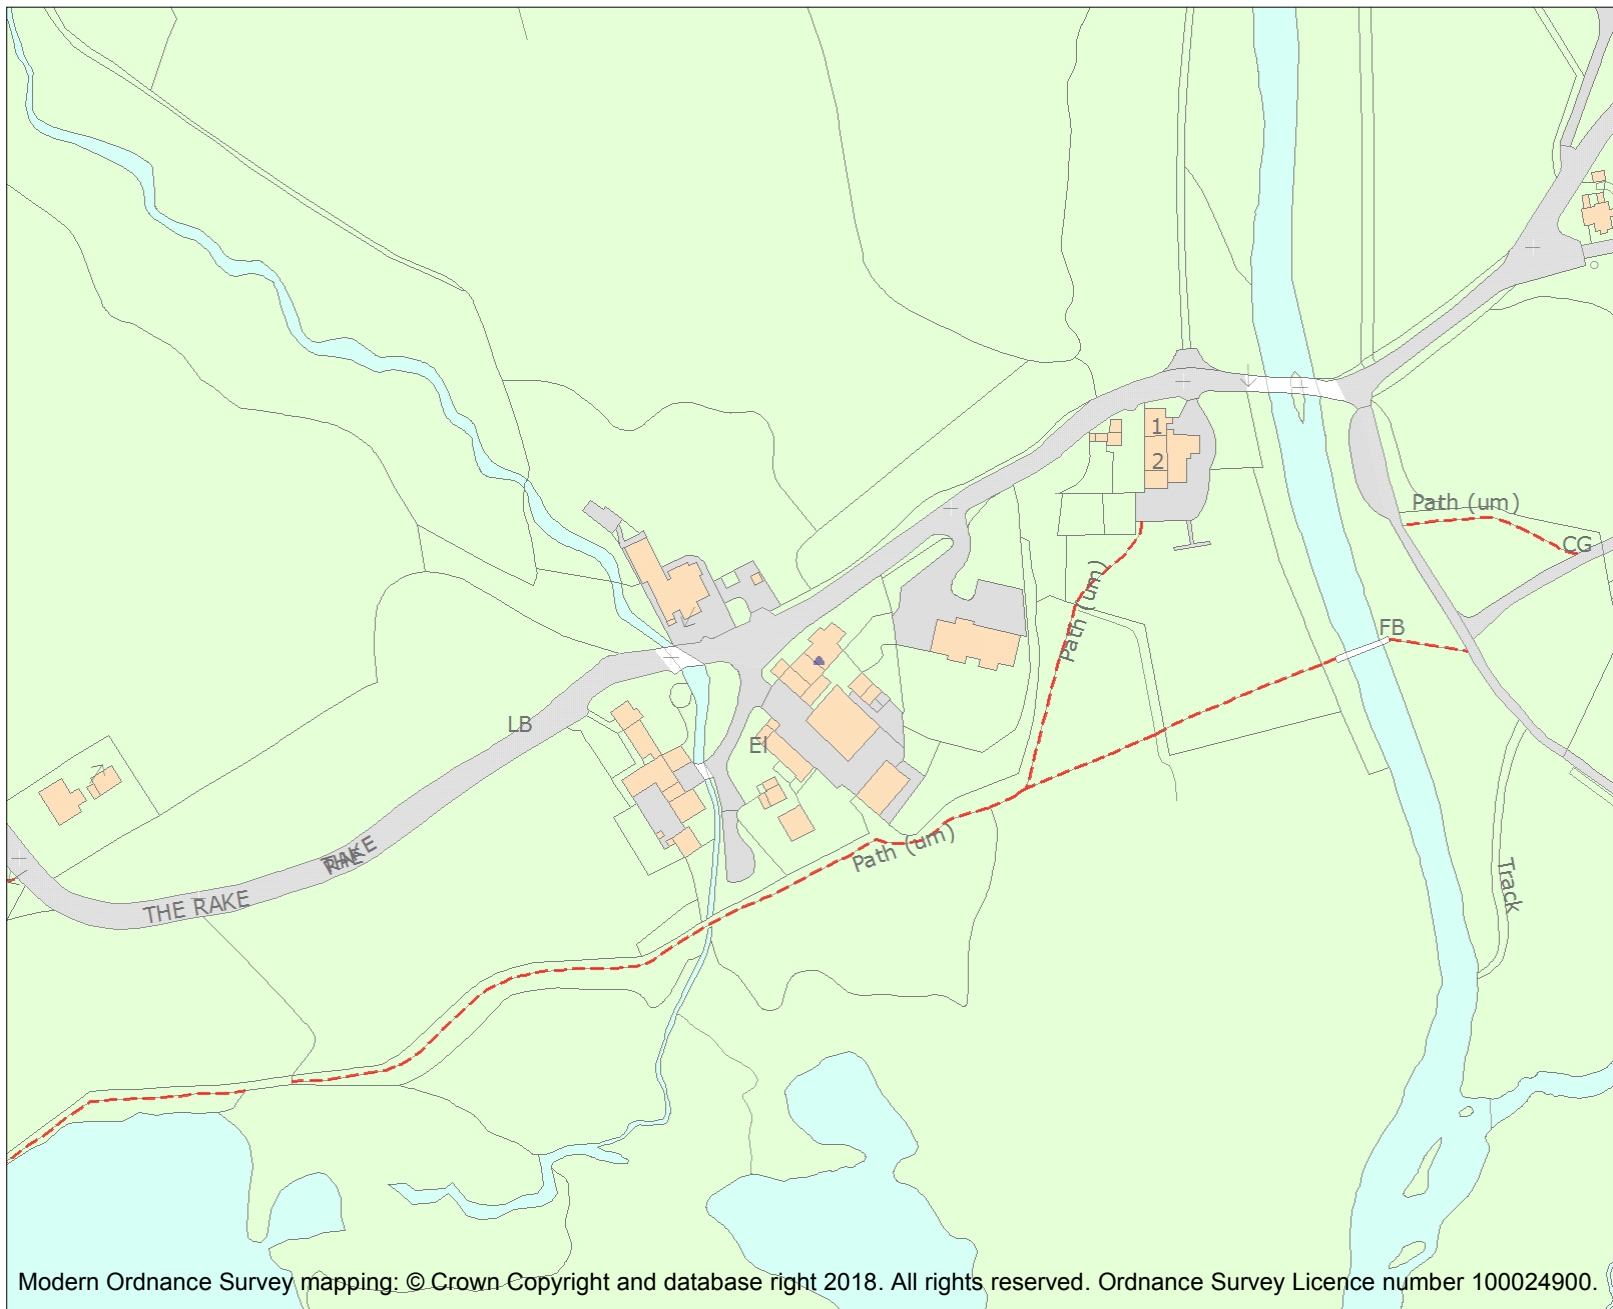 1
2
Path (um)
CG
Path (um)
FB
LB
El
THE RAKE
THE RAKE
Path (um)
Track
Modern Ordnance Survey mapping: © Crown Copyright and database right 2018. All rights reserved. Ordnance Survey Licence number 100024900.